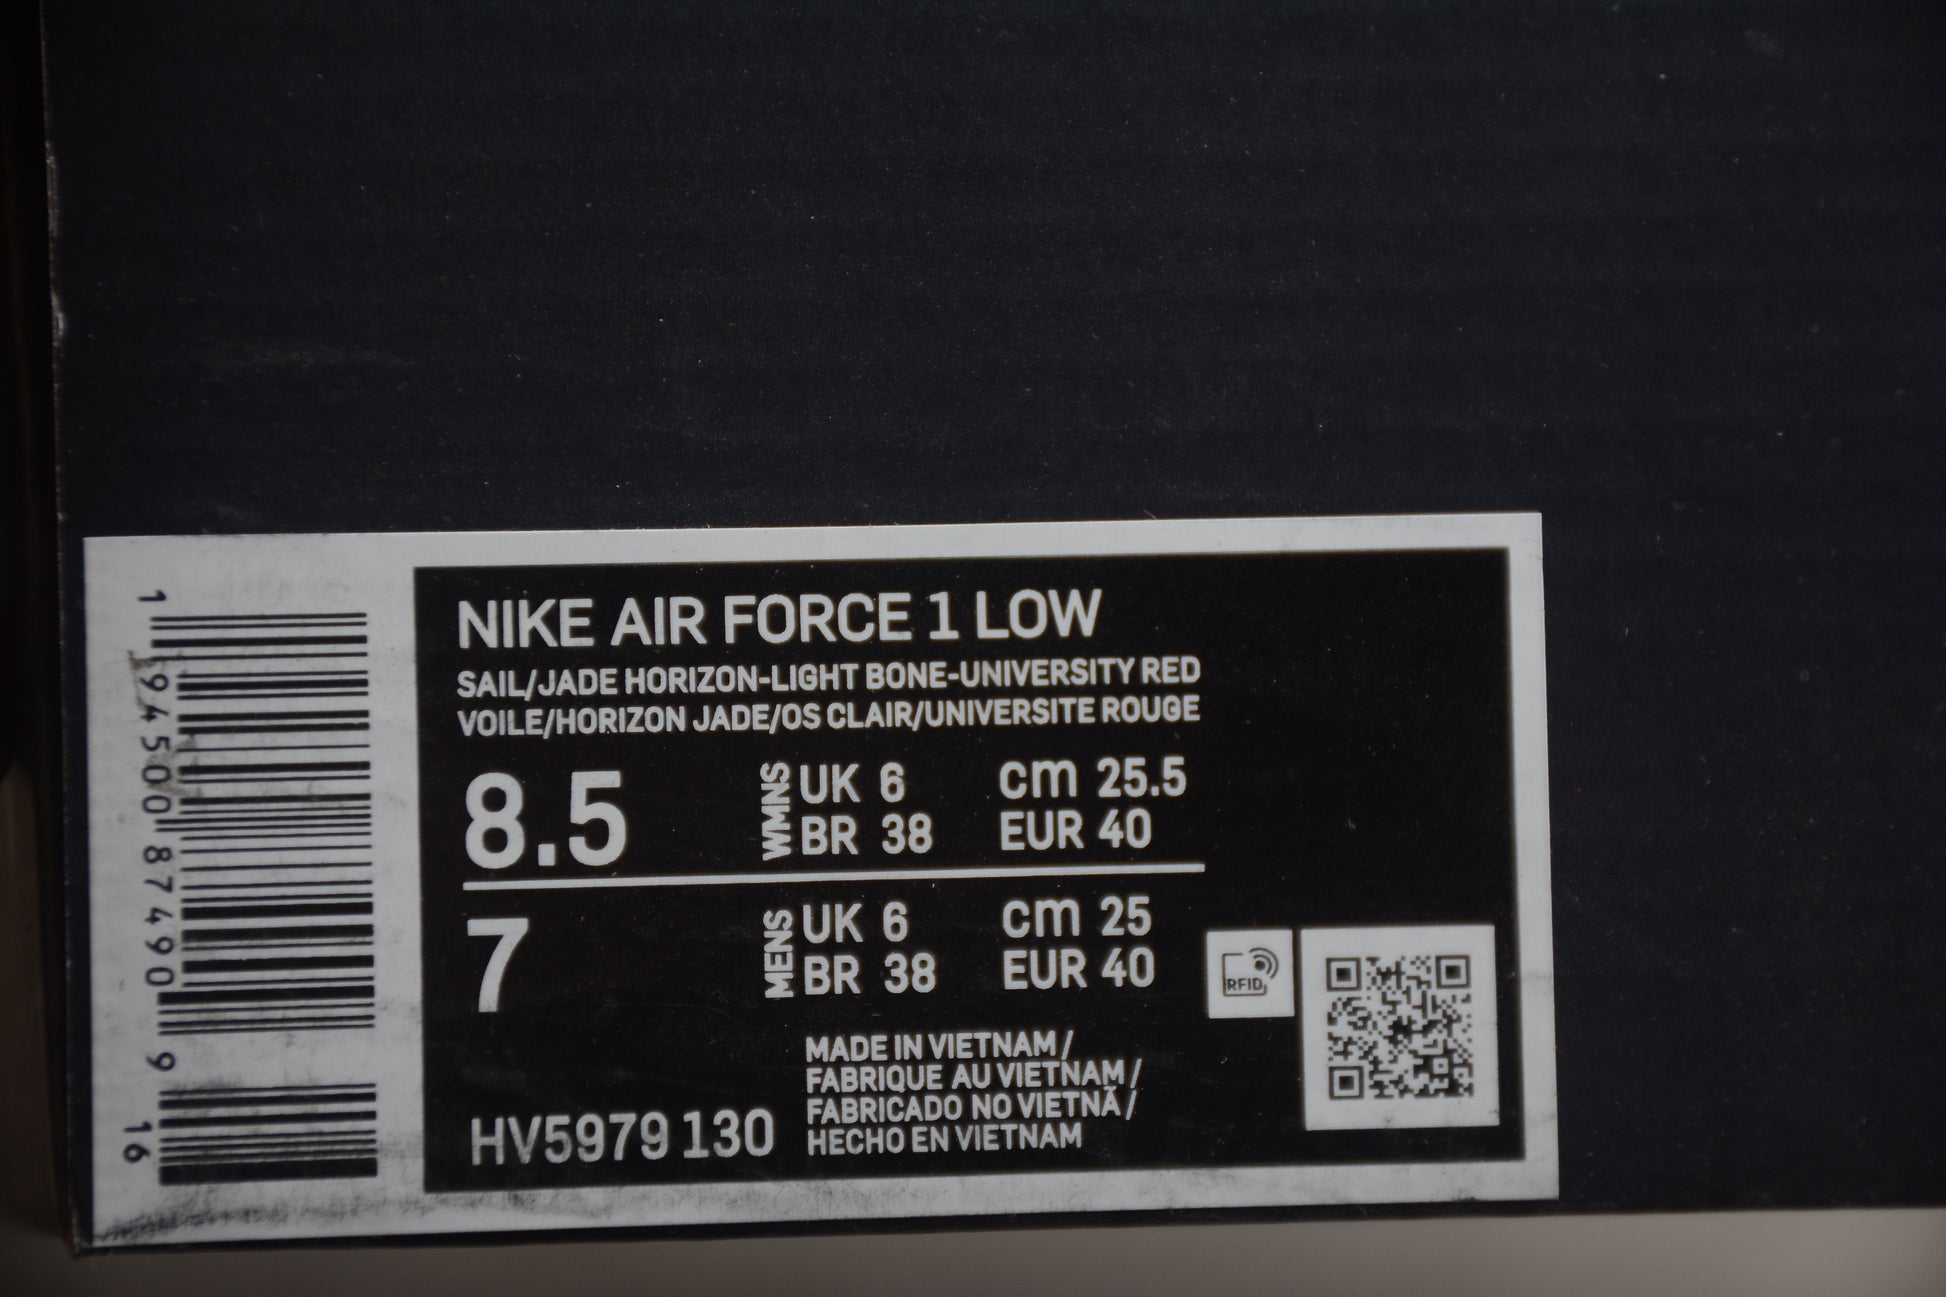 NIKE AIR FORCE 1 LOW
SAIL/JADE HORIZON-LIGHT BONE-UNIVERSITY RED
VOILE/HORIZON JADE/OS CLAIR/UNIVERSITE ROUGE
8.5 WMNS UK 6 cm 25.5
BR 38 EUR 40
7 MENS UK 6 cm 25
BR 38 EUR 40
RFID
MADE IN VIETNAM /
FABRIQUE AU VIETNAM /
FABRICADO NO VIETNÃ /
HECHO EN VIETNAM
HV5979 130
1 94500 87490 9 16